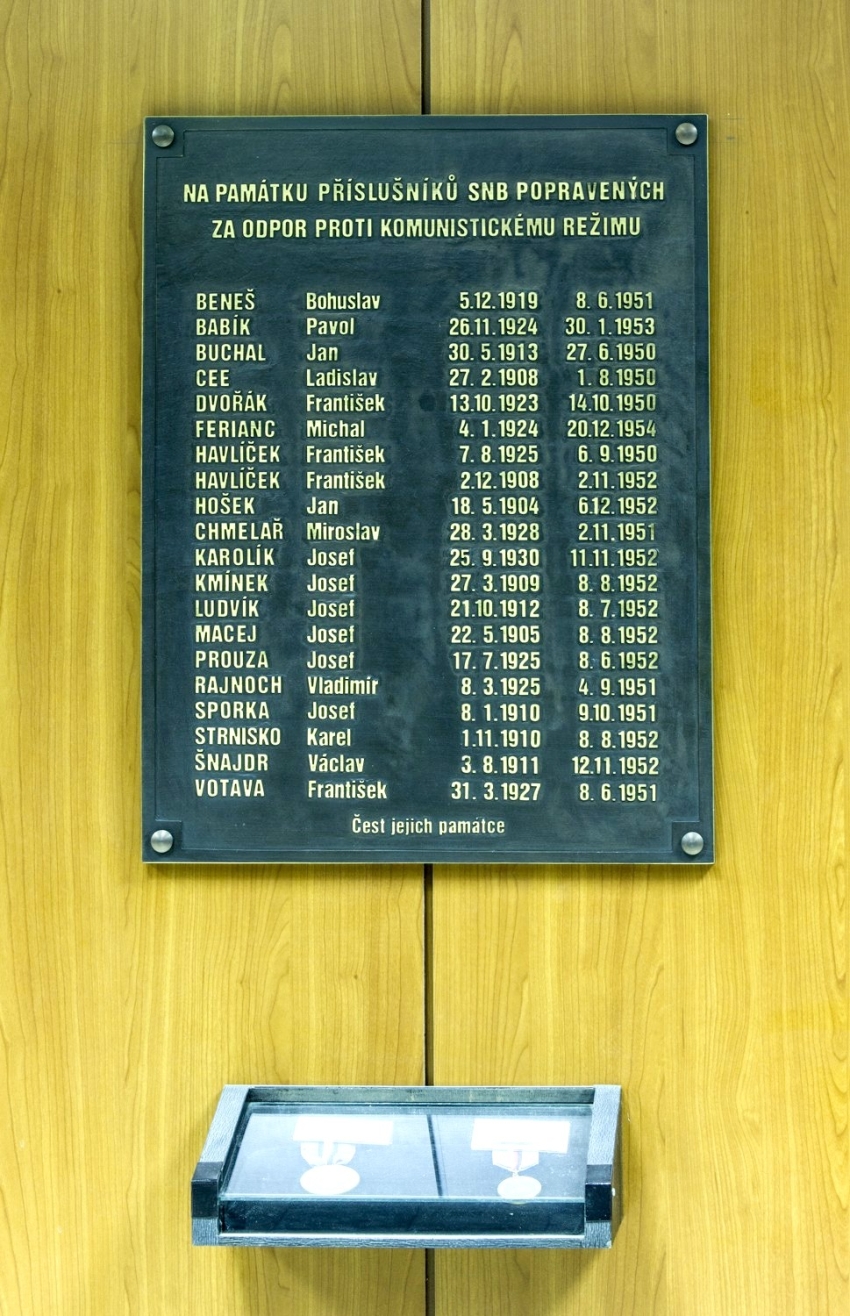 NA PAMÁTKU PŘÍSLUŠNÍKŮ SNB POPRAVENÝCH
ZA ODPOR PROTI KOMUNISTICKÉMU REŽIMU
BENEŠ Bohuslav 5.12.1919 8. 6.1951
BABÍK Pavol 26.11.1924 30. 1.1953
BUCHAL Jan 30. 5.1913 27. 6.1950
CEE Ladislav 27. 2.1908 1. 8.1950
DVOŘÁK František 13.10.1923 14.10.1950
FERIANC Michal 4. 1.1924 20.12.1954
HAVLÍČEK František 7. 8.1925 6. 9.1950
HAVLÍČEK František 2.12.1908 2.11.1952
HOŠEK Jan 18. 5.1904 6.12.1952
CHMELAŘ Miroslav 28. 3.1928 2.11.1951
KAROLÍK Josef 25. 9.1930 11.11.1952
KMÍNEK Josef 27. 3.1909 8. 8.1952
LUDVÍK Josef 21.10.1912 8. 7.1952
MACEJ Josef 22. 5.1905 8. 8.1952
PROUZA Josef 17. 7.1925 8. 6.1952
RAJNOCH Vladimír 8. 3.1925 4. 9.1951
SPORKA Josef 8. 1.1910 9.10.1951
STRNISKO Karel 1.11.1910 8. 8.1952
ŠNAJDR Václav 3. 8.1911 12.11.1952
VOTAVA František 31. 3.1927 8. 6.1951
Čest jejich památce